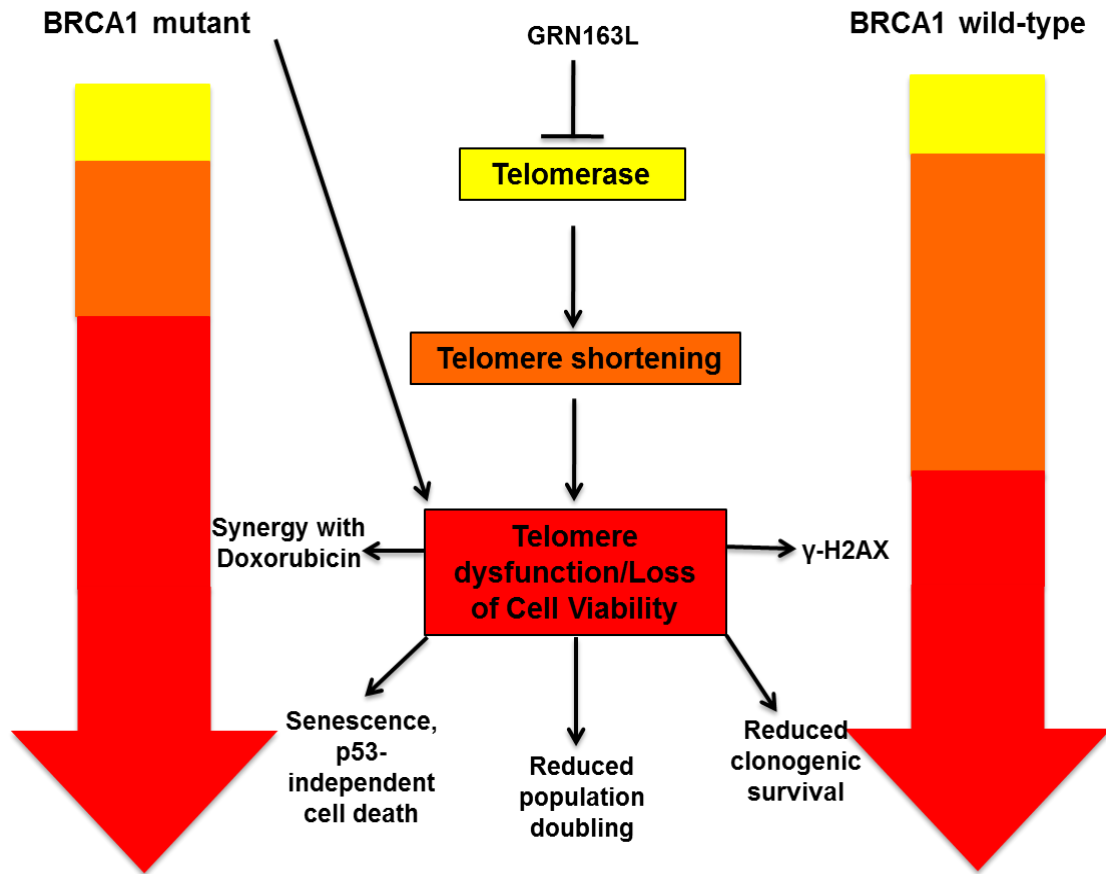 BRCA1 mutant
GRN163L
BRCA1 wild-type
Telomerase
Telomere shortening
Telomere
dysfunction/Loss
of Cell Viability
Synergy with
Doxorubicin
γ-H2AX
Senescence,
p53-
independent
cell death
Reduced
population
doubling
Reduced
clonogenic
survival